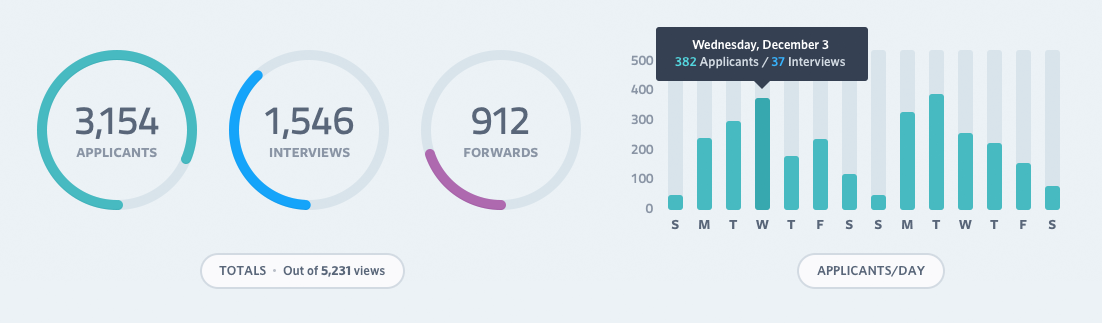 3,154
APPLICANTS
1,546
INTERVIEWS
912
FORWARDS
TOTALS · Out of 5,231 views
Wednesday, December 3
382 Applicants / 37 Interviews
500
400
300
200
100
0
S M T W T F S S M T W T F S
APPLICANTS/DAY